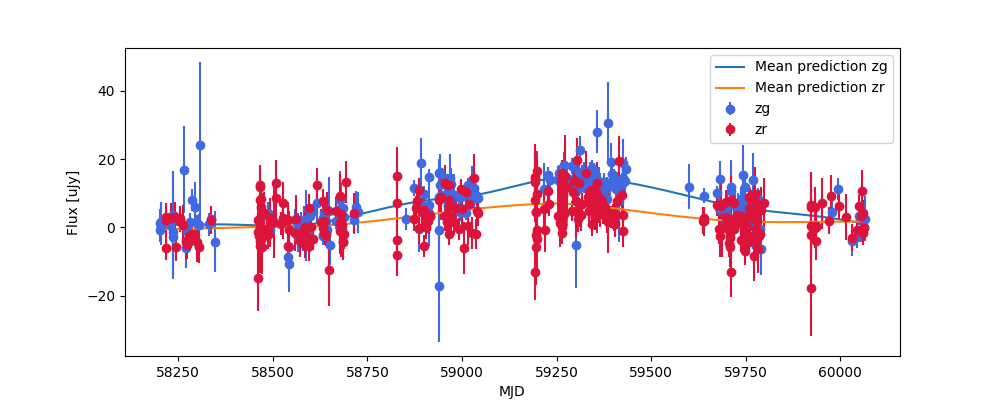 Mean prediction zg
Mean prediction zr
zg
zr
Flux [uJy]
40
20
0
−20
58250 58500 58750 59000 59250 59500 59750 60000
MJD